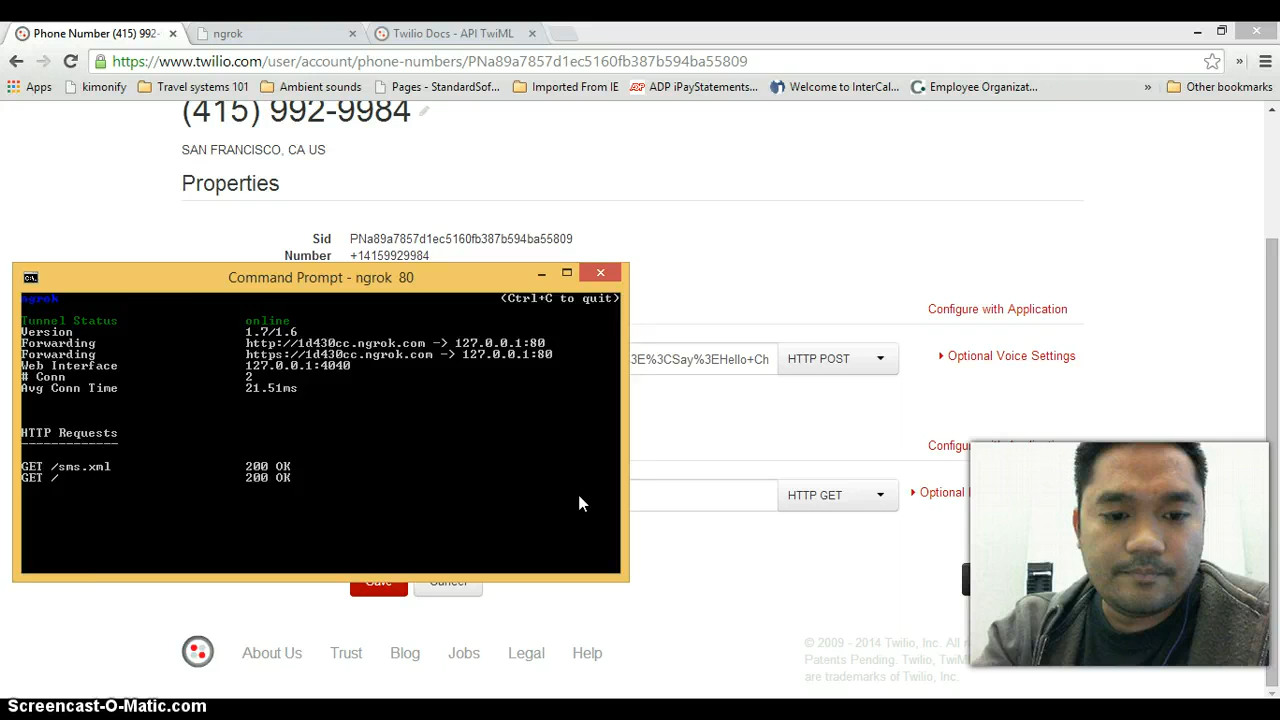 Phone Number (415) 992-
ngrok
Twilio Docs - API TwiML
https://www.twilio.com/user/account/phone-numbers/PNa89a7857d1ec5160fb387b594ba55809
Apps
kimonify
Travel systems 101
Ambient sounds
Pages - StandardSof...
Imported From IE
ADP iPayStatements...
Welcome to InterCal...
Employee Organizat...
»
Other bookmarks
(415) 992-9984
SAN FRANCISCO, CA US
Properties
Sid PNa89a7857d1ec5160fb387b594ba55809
Number +14159929984
Command Prompt - ngrok 80
ngrok (Ctrl+C to quit)
Tunnel Status online
Version 1.7/1.6
Forwarding http://1d430cc.ngrok.com -> 127.0.0.1:80
Forwarding https://1d430cc.ngrok.com -> 127.0.0.1:80
Web Interface 127.0.0.1:4040
# Conn 2
Avg Conn Time 21.51ms
HTTP Requests
-------------
GET /sms.xml 200 OK
GET / 200 OK
Configure with Application
3E%3CSay%3EHello+Ch HTTP POST
Optional Voice Settings
HTTP GET
Optional
Save Cancel
About Us Trust Blog Jobs Legal Help
© 2009 - 2014 Twilio, Inc.
Patents Pending. Twilio,
are trademarks of Twilio, Inc.
Screencast-O-Matic.com